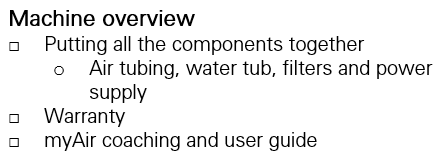 Machine overview
□ Putting all the components together
o Air tubing, water tub, filters and power
supply
□ Warranty
□ myAir coaching and user guide